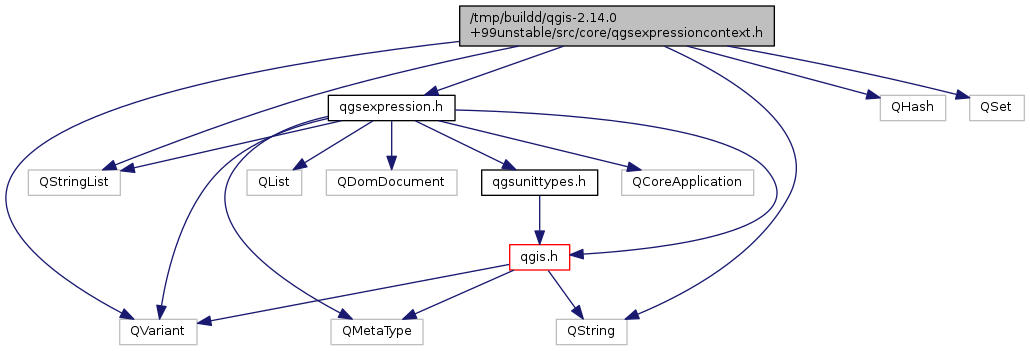 /tmp/buildd/qgis-2.14.0
+99unstable/src/core/qgsexpressioncontext.h
qgsexpression.h
QHash
QSet
QStringList
QList
QDomDocument
qgsunittypes.h
QCoreApplication
qgis.h
QVariant
QMetaType
QString